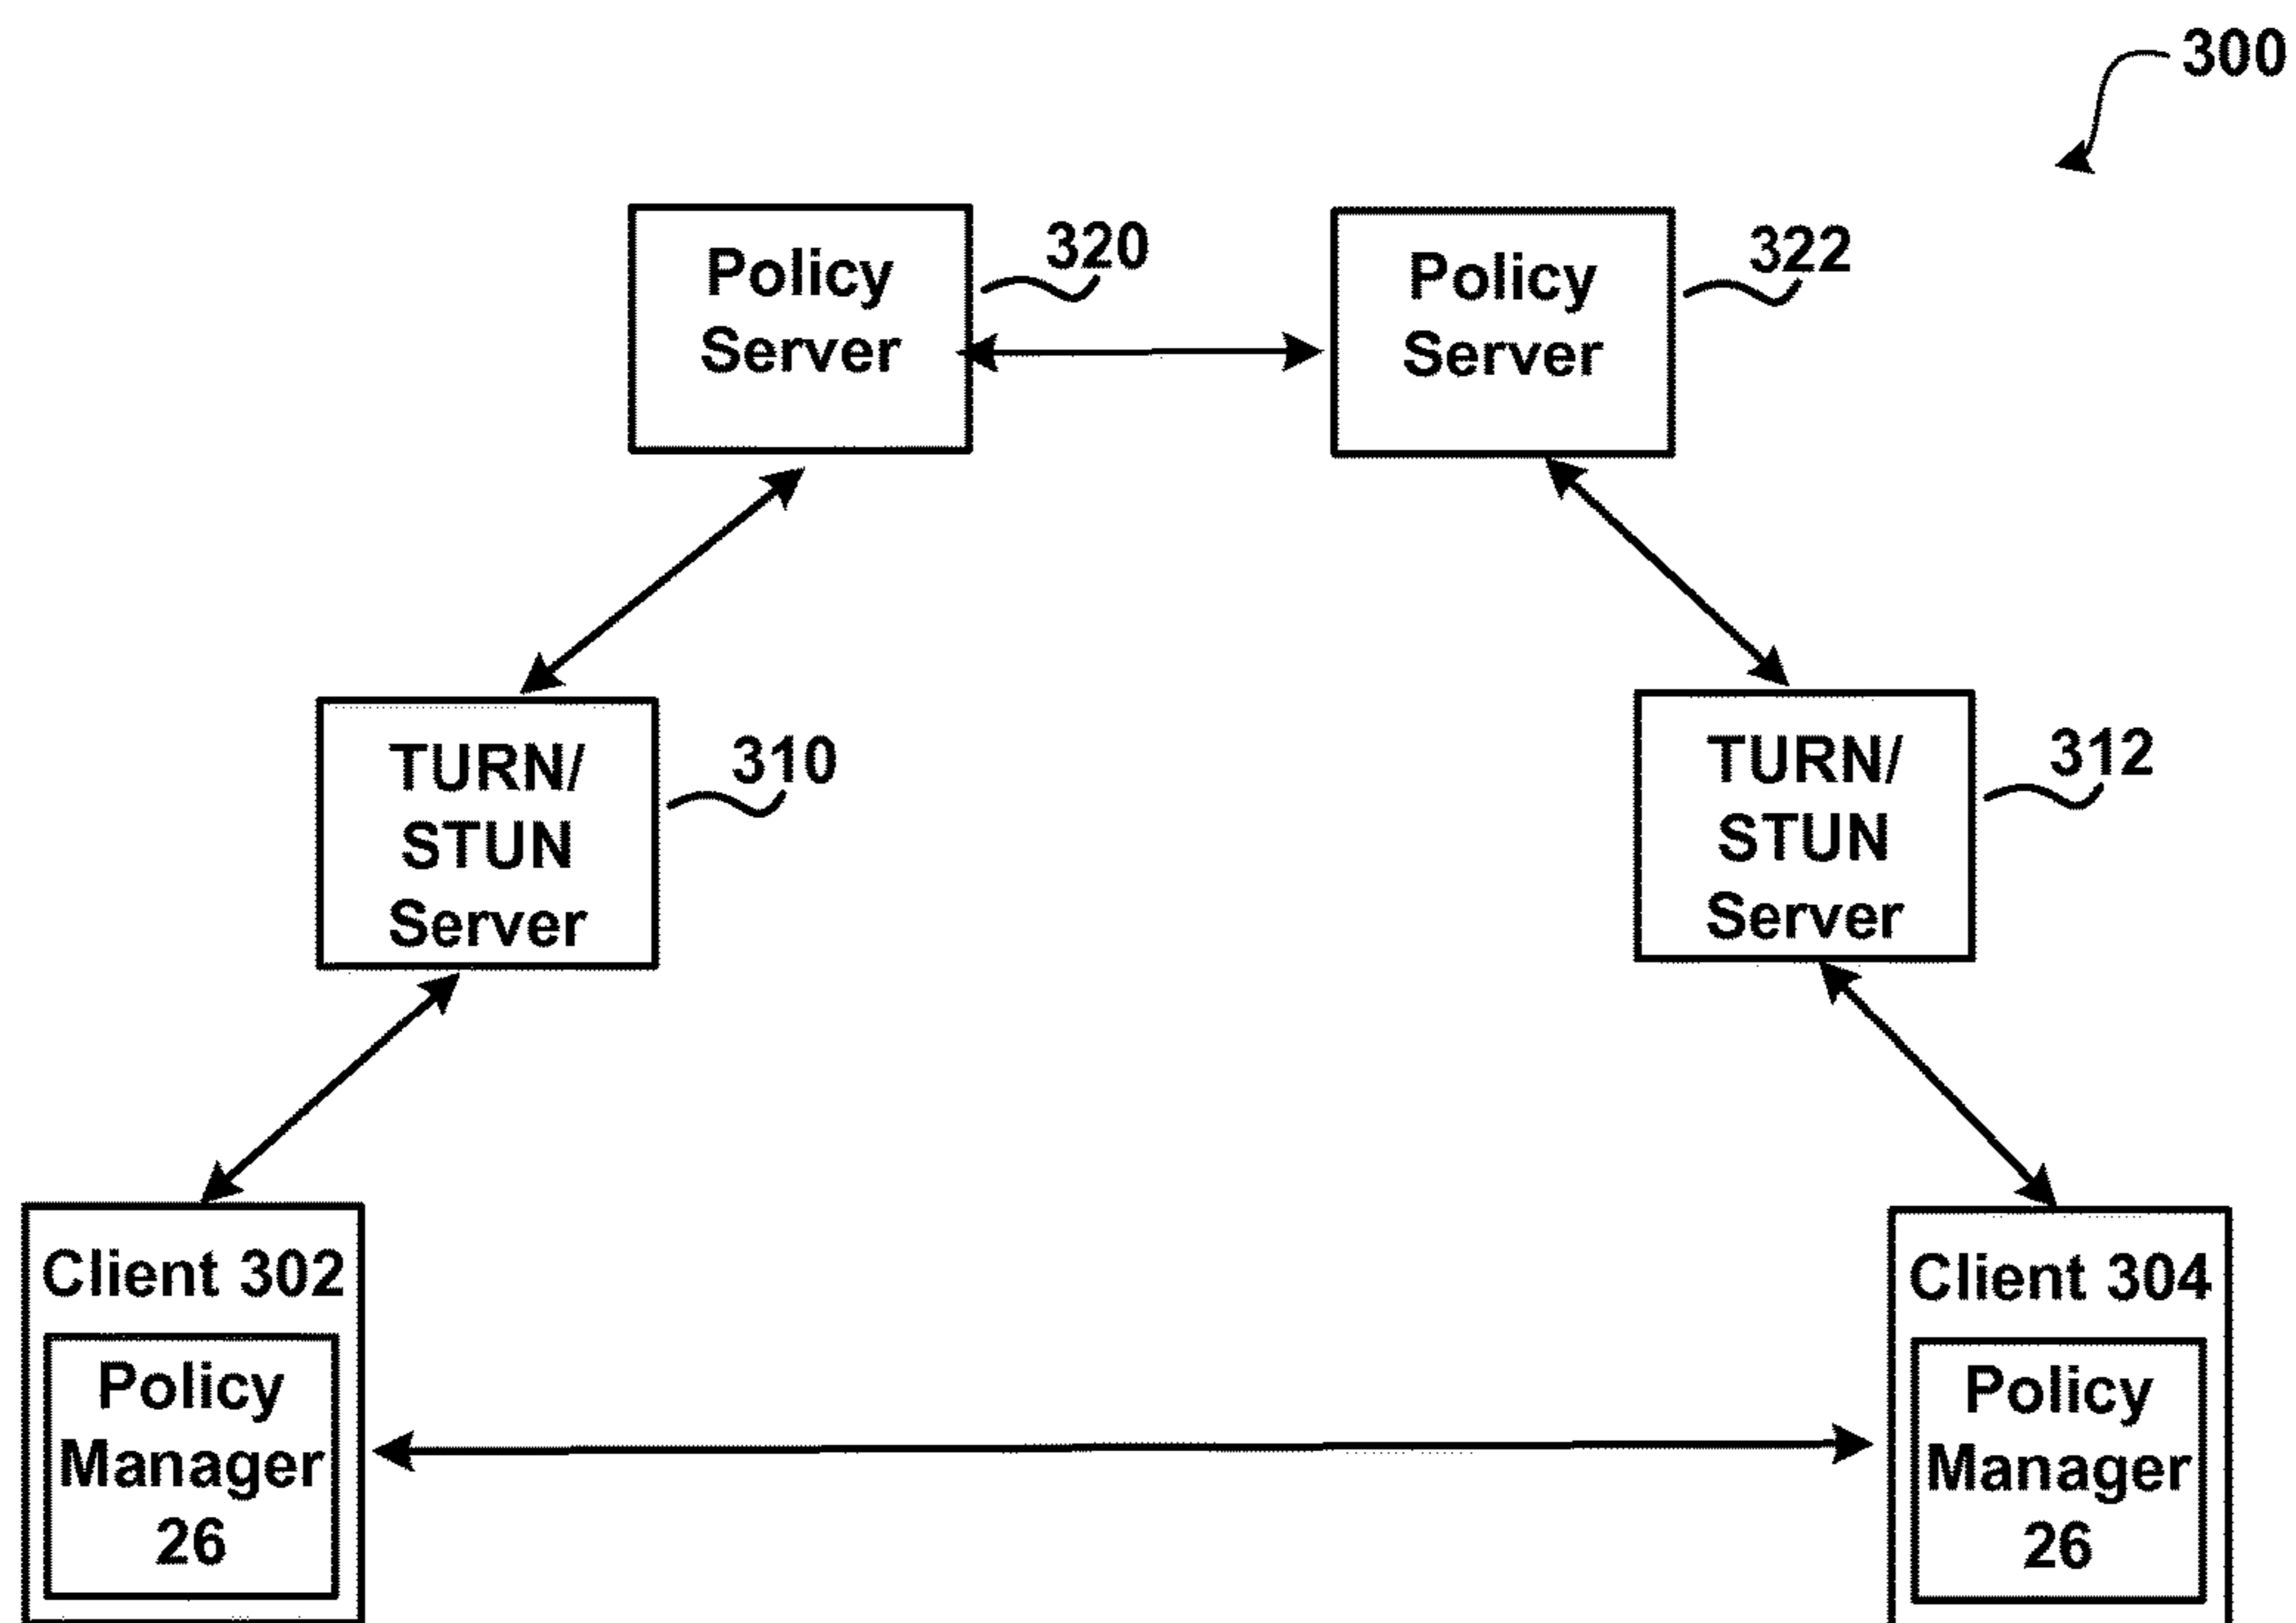 300
Policy
Server
320
Policy
Server
322
TURN/
STUN
Server
310
TURN/
STUN
Server
312
Client 302
Policy
Manager
26
Client 304
Policy
Manager
26